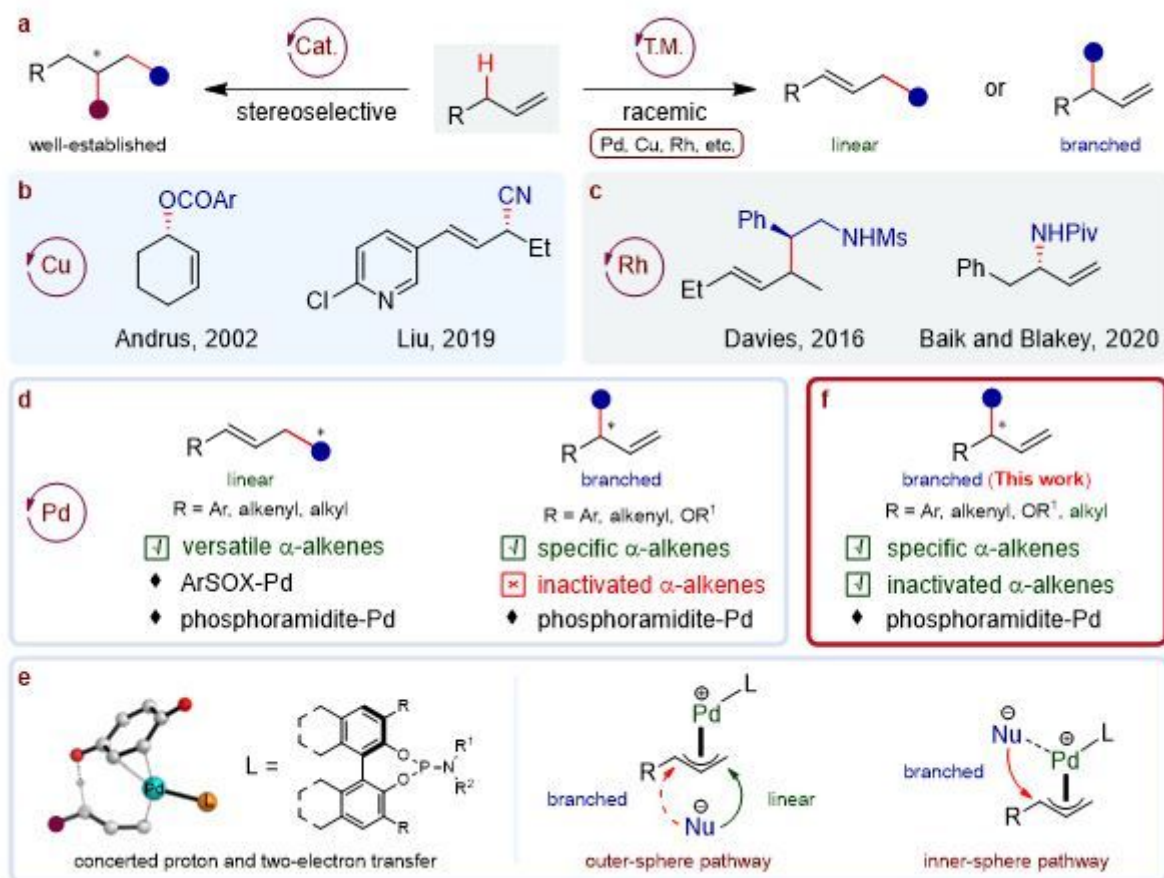 a
R
*
well-established
Cat.
stereoselective
H
R
T.M.
racemic
Pd, Cu, Rh, etc.
R
linear
or
R
branched
b
Cu
OCOAr
Andrus, 2002
CN
Et
Cl
N
Liu, 2019
c
Rh
Ph
NHMs
Et
Davies, 2016
NHPiv
Ph
Baik and Blakey, 2020
d
Pd
R
*
linear
R = Ar, alkenyl, alkyl
√ versatile α-alkenes
♦ ArSOX-Pd
♦ phosphoramidite-Pd
R
*
branched
R = Ar, alkenyl, OR¹
√ specific α-alkenes
× inactivated α-alkenes
♦ phosphoramidite-Pd
f
R
*
branched (This work)
R = Ar, alkenyl, OR¹, alkyl
√ specific α-alkenes
√ inactivated α-alkenes
♦ phosphoramidite-Pd
e
Pd
L
concerted proton and two-electron transfer
L =
R
O
P
N
R¹
R²
O
R
L
⊕
Pd
R
branched
linear
⊖
Nu
outer-sphere pathway
⊖
Nu
⊕
Pd
L
branched
R
inner-sphere pathway